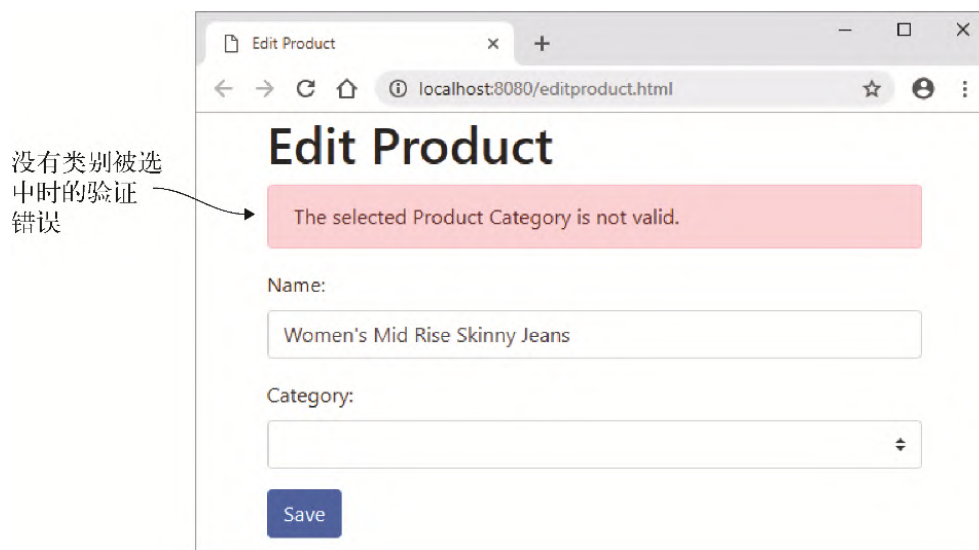 Edit Product
localhost:8080/editproduct.html
Edit Product
没有类别被选
中时的验证
错误
The selected Product Category is not valid.
Name:
Women's Mid Rise Skinny Jeans
Category:
Save